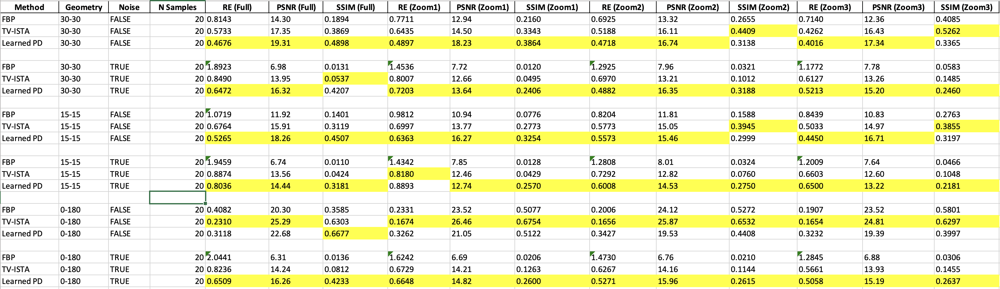 Method Geometry Noise N Samples RE (Full) PSNR (Full) SSIM (Full) RE (Zoom1) PSNR (Zoom1) SSIM (Zoom1) RE (Zoom2) PSNR (Zoom2) SSIM (Zoom2) RE (Zoom3) PSNR (Zoom3) SSIM (Zoom3)
FBP 30-30 FALSE 20 0.8143 14.30 0.1894 0.7711 12.94 0.2160 0.6925 13.32 0.2655 0.7140 12.36 0.4085
TV-ISTA 30-30 FALSE 20 0.5733 17.35 0.3869 0.6435 14.50 0.3343 0.5188 16.11 0.4409 0.4262 16.43 0.5262
Learned PD 30-30 FALSE 20 0.4676 19.31 0.4898 0.4897 18.23 0.3864 0.4718 16.74 0.3138 0.4016 17.34 0.3365
FBP 30-30 TRUE 20 1.8923 6.98 0.0131 1.4536 7.72 0.0120 1.2925 7.96 0.0321 1.1772 7.78 0.0583
TV-ISTA 30-30 TRUE 20 0.8490 13.95 0.0537 0.8007 12.66 0.0495 0.6970 13.21 0.1012 0.6127 13.26 0.1485
Learned PD 30-30 TRUE 20 0.6472 16.32 0.4207 0.7203 13.64 0.2406 0.4882 16.35 0.3188 0.5213 15.20 0.2460
FBP 15-15 FALSE 20 1.0719 11.92 0.1401 0.9812 10.94 0.0776 0.8204 11.81 0.1588 0.8439 10.83 0.2763
TV-ISTA 15-15 FALSE 20 0.6764 15.91 0.3119 0.6997 13.77 0.2773 0.5773 15.05 0.3945 0.5033 14.97 0.3855
Learned PD 15-15 FALSE 20 0.5265 18.26 0.4507 0.6363 16.27 0.3254 0.5573 15.46 0.2999 0.4450 16.71 0.3197
FBP 15-15 TRUE 20 1.9459 6.74 0.0110 1.4342 7.85 0.0128 1.2808 8.01 0.0324 1.2009 7.64 0.0466
TV-ISTA 15-15 TRUE 20 0.8874 13.56 0.0424 0.8180 12.46 0.0429 0.7292 12.82 0.0760 0.6603 12.60 0.1048
Learned PD 15-15 TRUE 20 0.8036 14.44 0.3181 0.8893 12.74 0.2570 0.6008 14.53 0.2750 0.6500 13.22 0.2181
FBP 0-180 FALSE 20 0.4082 20.30 0.3585 0.2331 23.52 0.5077 0.2006 24.12 0.5272 0.1907 23.52 0.5801
TV-ISTA 0-180 FALSE 20 0.2310 25.29 0.6303 0.1674 26.46 0.6754 0.1656 25.87 0.6532 0.1654 24.81 0.6297
Learned PD 0-180 FALSE 20 0.3118 22.68 0.6677 0.3262 21.05 0.5122 0.3427 19.53 0.4408 0.3232 19.39 0.3997
FBP 0-180 TRUE 20 2.0441 6.31 0.0136 1.6242 6.69 0.0206 1.4730 6.76 0.0210 1.2845 6.88 0.0306
TV-ISTA 0-180 TRUE 20 0.8236 14.24 0.0812 0.6729 14.21 0.1263 0.6267 14.16 0.1144 0.5661 13.93 0.1455
Learned PD 0-180 TRUE 20 0.6509 16.26 0.4233 0.6648 14.82 0.2600 0.5271 15.96 0.2615 0.5058 15.19 0.2637